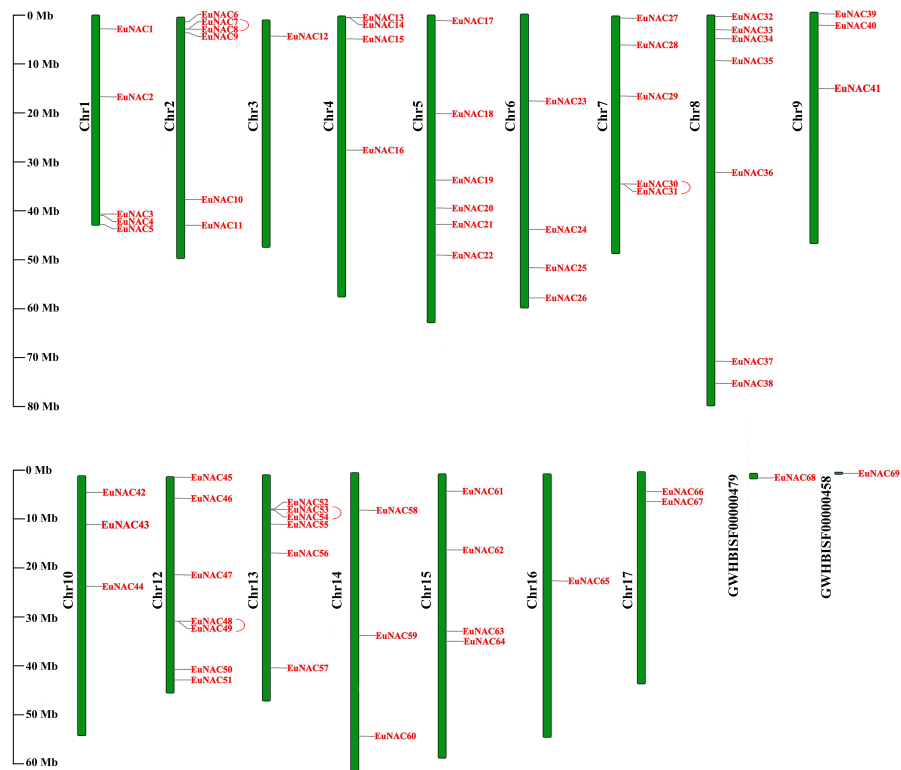 0 Mb
10 Mb
20 Mb
30 Mb
40 Mb
50 Mb
60 Mb
70 Mb
80 Mb
Chr1
EuNAC1
EuNAC2
EuNAC3
EuNAC4
EuNAC5
Chr2
EuNAC6
EuNAC7
EuNAC8
EuNAC9
EuNAC10
EuNAC11
Chr3
EuNAC12
Chr4
EuNAC13
EuNAC14
EuNAC15
EuNAC16
Chr5
EuNAC17
EuNAC18
EuNAC19
EuNAC20
EuNAC21
EuNAC22
Chr6
EuNAC23
EuNAC24
EuNAC25
EuNAC26
Chr7
EuNAC27
EuNAC28
EuNAC29
EuNAC30
EuNAC31
Chr8
EuNAC32
EuNAC33
EuNAC34
EuNAC35
EuNAC36
EuNAC37
EuNAC38
Chr9
EuNAC39
EuNAC40
EuNAC41
0 Mb
10 Mb
20 Mb
30 Mb
40 Mb
50 Mb
60 Mb
Chr10
EuNAC42
EuNAC43
EuNAC44
Chr12
EuNAC45
EuNAC46
EuNAC47
EuNAC48
EuNAC49
EuNAC50
EuNAC51
Chr13
EuNAC52
EuNAC53
EuNAC54
EuNAC55
EuNAC56
EuNAC57
Chr14
EuNAC58
EuNAC59
EuNAC60
Chr15
EuNAC61
EuNAC62
EuNAC63
EuNAC64
Chr16
EuNAC65
Chr17
EuNAC66
EuNAC67
GWHBISF00000479
EuNAC68
GWHBISF00000458
EuNAC69